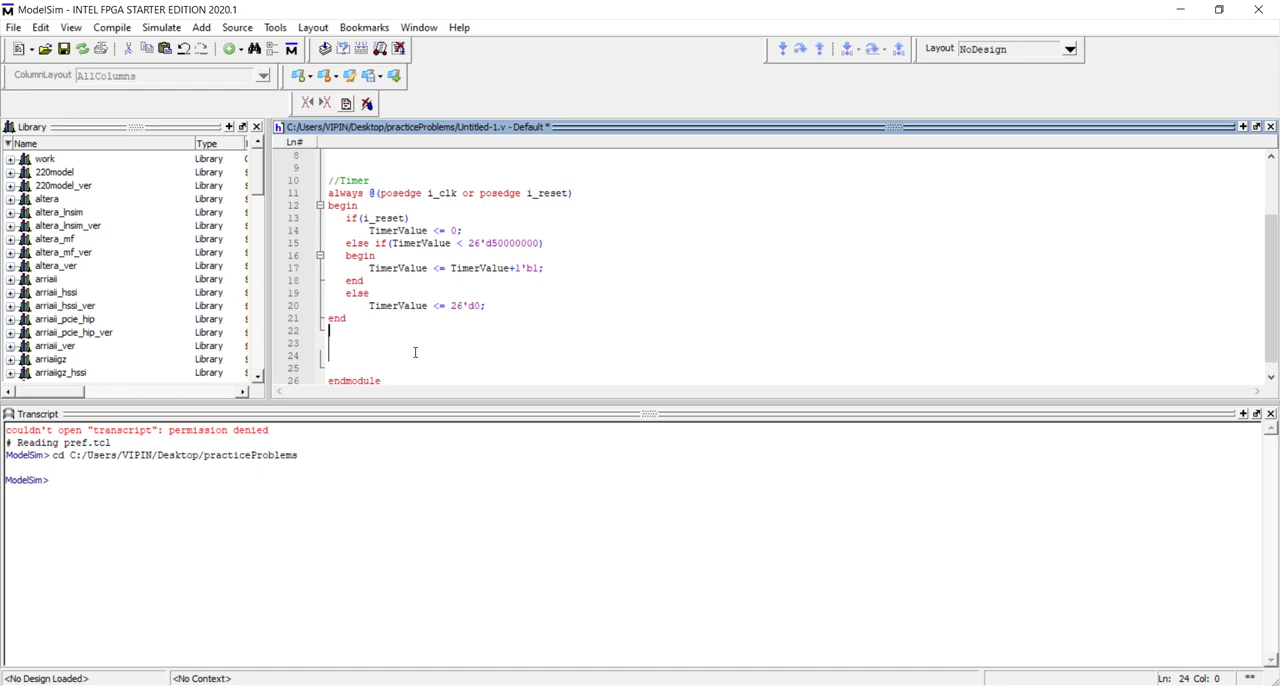 ModelSim - INTEL FPGA STARTER EDITION 2020.1
File Edit View Compile Simulate Add Source Tools Layout Bookmarks Window Help
Layout NoDesign
ColumnLayout AllColumns
Library
C:/Users/VIPIN/Desktop/practiceProblems/Untitled-1.v - Default *
Name Type
Ln#
work Library
220model Library
220model_ver Library
altera Library
altera_lnsim Library
altera_lnsim_ver Library
altera_mf Library
altera_mf_ver Library
altera_ver Library
arriaii Library
arriaii_hssi Library
arriaii_hssi_ver Library
arriaii_pcie_hip Library
arriaii_pcie_hip_ver Library
arriaii_ver Library
arriaiigz Library
arriaiigz_hssi Library
8
9
10 //Timer
11 always @(posedge i_clk or posedge i_reset)
12 begin
13 if(i_reset)
14 TimerValue <= 0;
15 else if(TimerValue < 26'd50000000)
16 begin
17 TimerValue <= TimerValue+1'b1;
18 end
19 else
20 TimerValue <= 26'd0;
21 end
22
23
24
25
26 endmodule
Transcript
couldn't open "transcript": permission denied
# Reading pref.tcl
ModelSim> cd C:/Users/VIPIN/Desktop/practiceProblems
ModelSim>
<No Design Loaded> <No Context> Ln: 24 Col: 0 **